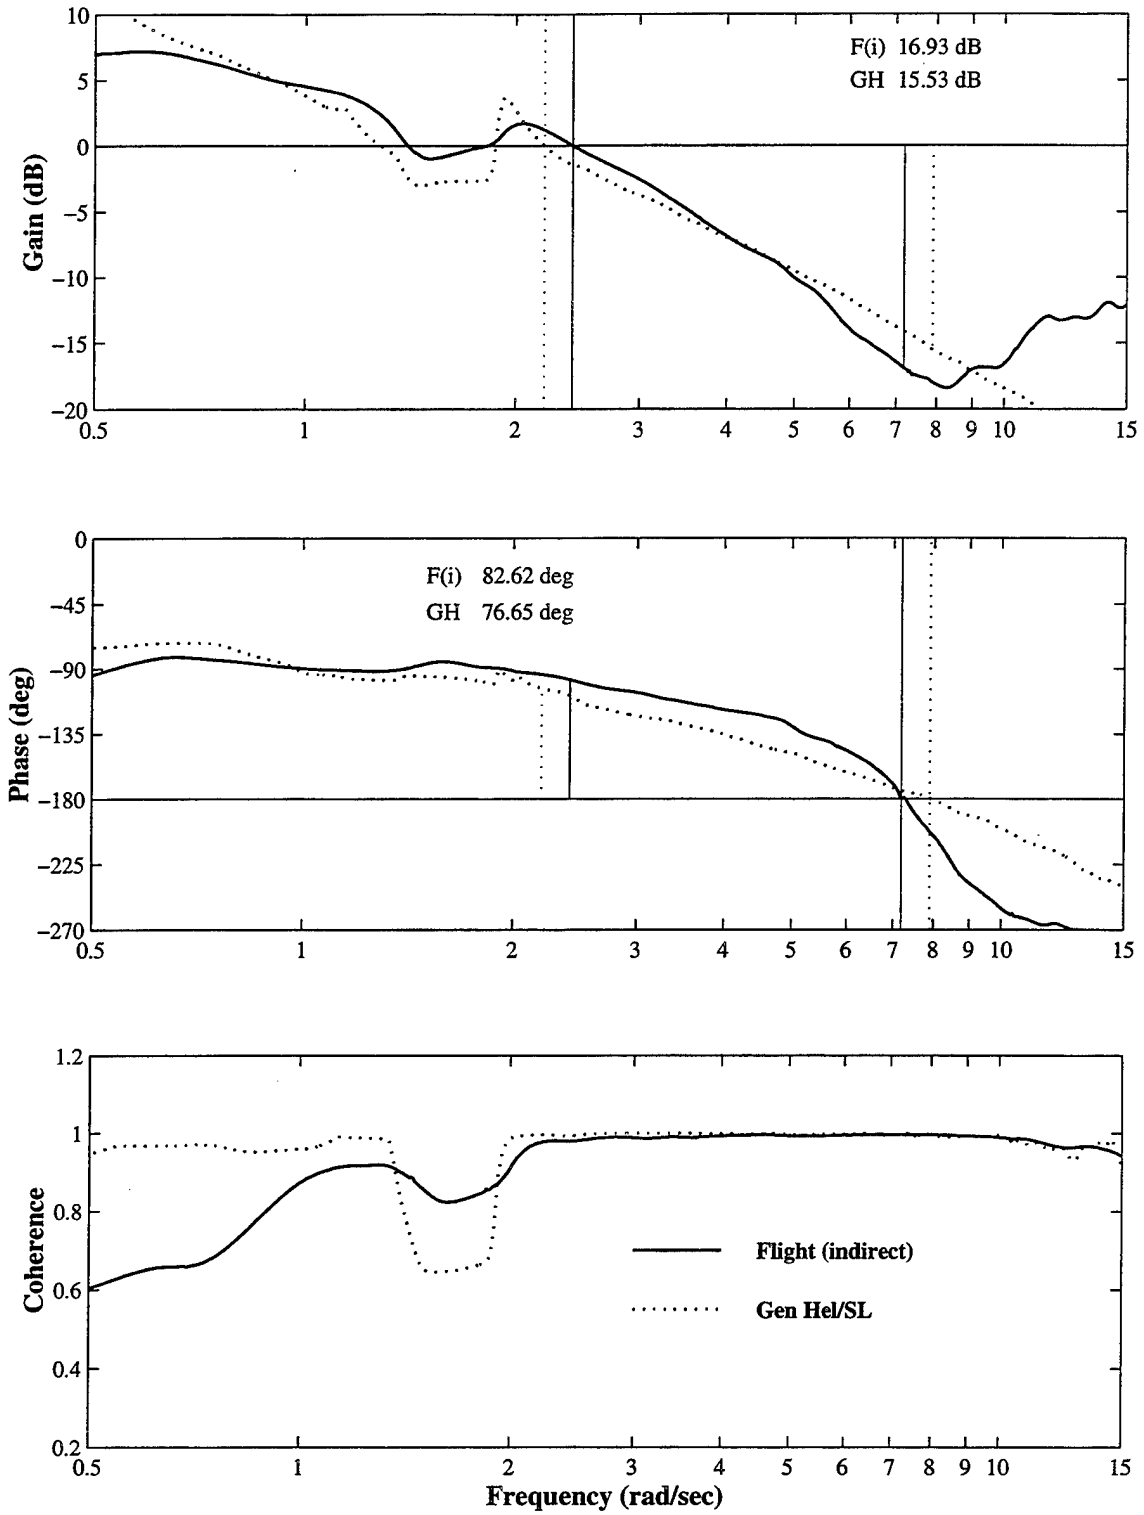 10
5
0
−5
−10
−15
−20
Gain (dB)
F(i) 16.93 dB
GH 15.53 dB
0.5 1 2 3 4 5 6 7 8 9 10 15
0
−45
−90
−135
−180
−225
−270
Phase (deg)
F(i) 82.62 deg
GH 76.65 deg
0.5 1 2 3 4 5 6 7 8 9 10 15
1.2
1
0.8
0.6
0.4
0.2
Coherence
Flight (indirect)
Gen Hel/SL
0.5 1 2 3 4 5 6 7 8 9 10 15
Frequency (rad/sec)